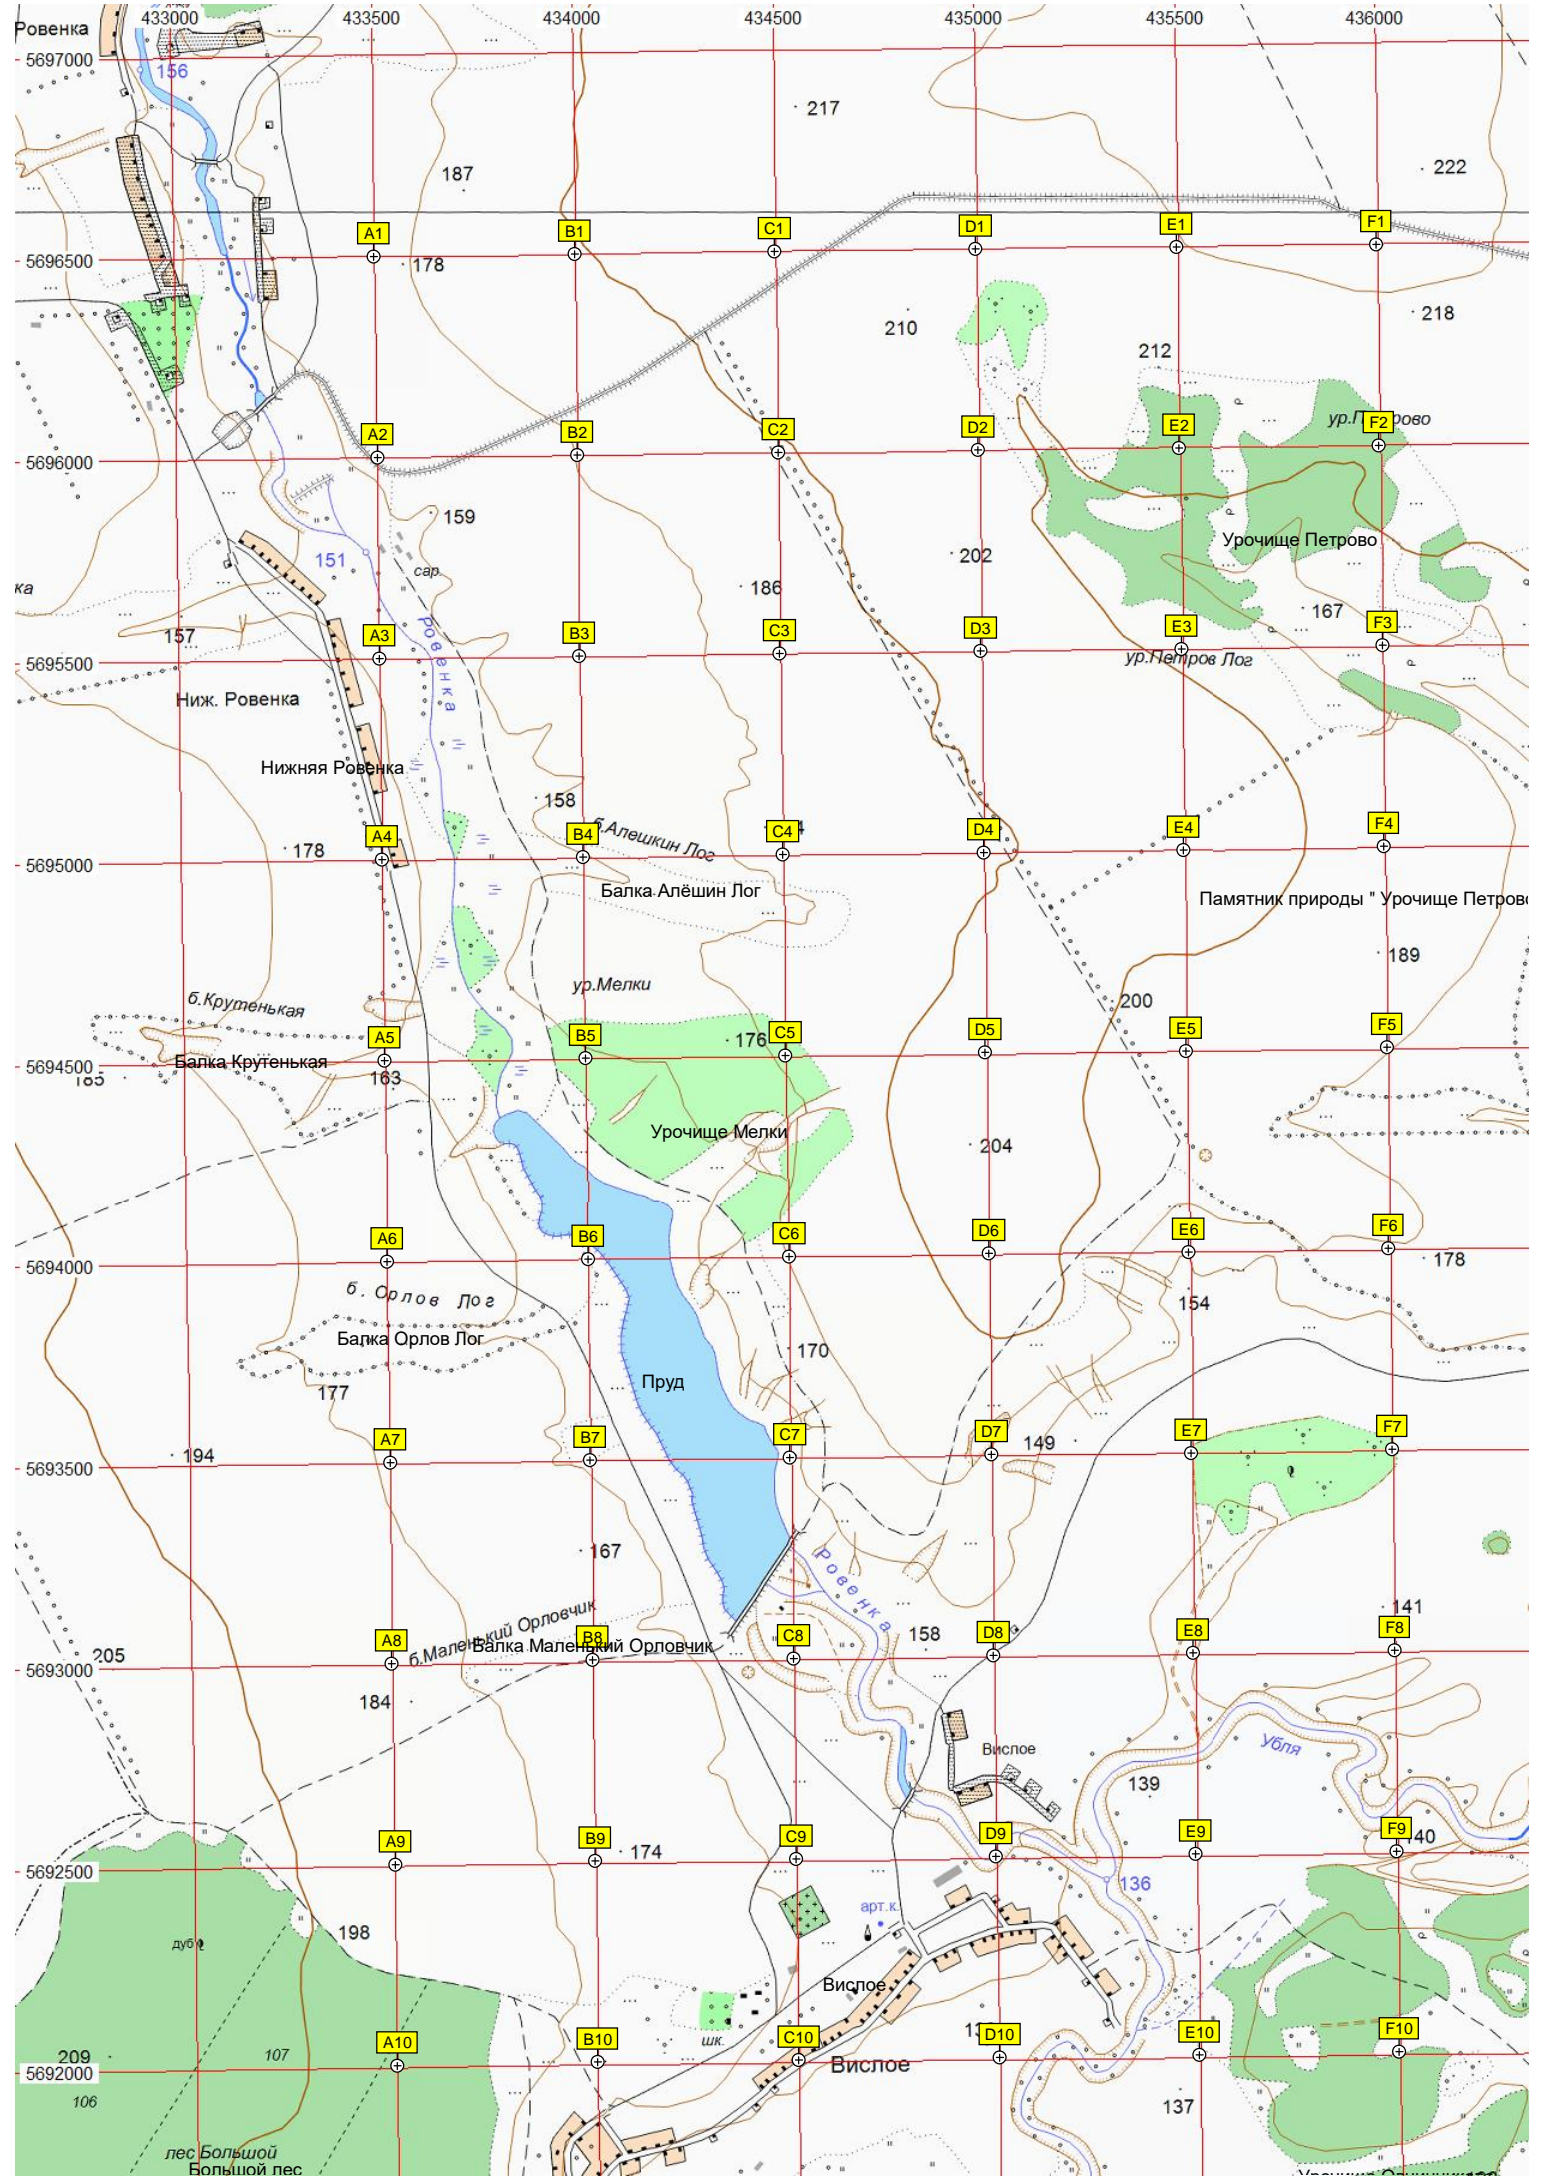 433000 433500 434000 434500 435000 435500 436000
Ровенка
5697000
156
217
187
222
A1 B1 C1 D1 E1 F1
5696500
178
210
218
212
ур.П рово
A2 B2 C2 D2 E2 F2
5696000
159
Урочище Петрово
151
202
сар.
186
ка
167
157
Ровенка
A3 B3 C3 D3 E3 F3
5695500
ур.Петров Лог
Ниж. Ровенка
Нижняя Ровенка
158
б.Алешкин Лог
A4 B4 C4 D4 E4 F4
178
5695000
Балка Алёшин Лог
Памятник природы " Урочище Петрово
189
ур.Мелки
200
б.Крутенькая
176
A5 B5 C5 D5 E5 F5
Балка Крутенькая
5694500
185
163
Урочище Мелки
204
A6 B6 C6 D6 E6 F6
5694000
178
б. Орлов Лог
154
Балка Орлов Лог
170
Пруд
177
A7 B7 C7 D7 E7 F7
149
194
5693500
167
Ровенка
141
б.Маленький Орловчик
A8 B8 C8 D8 E8 F8
Балка Маленький Орловчик
158
205
5693000
184
Вислое
Убля
139
A9 B9 C9 D9 E9 F9
174
40
5692500
136
арт.к.
198
дуб
Вислое
A10 B10 C10 D10 E10 F10
шк.
209
107
Вислое
5692000
106
137
лес Большой
Большой лес